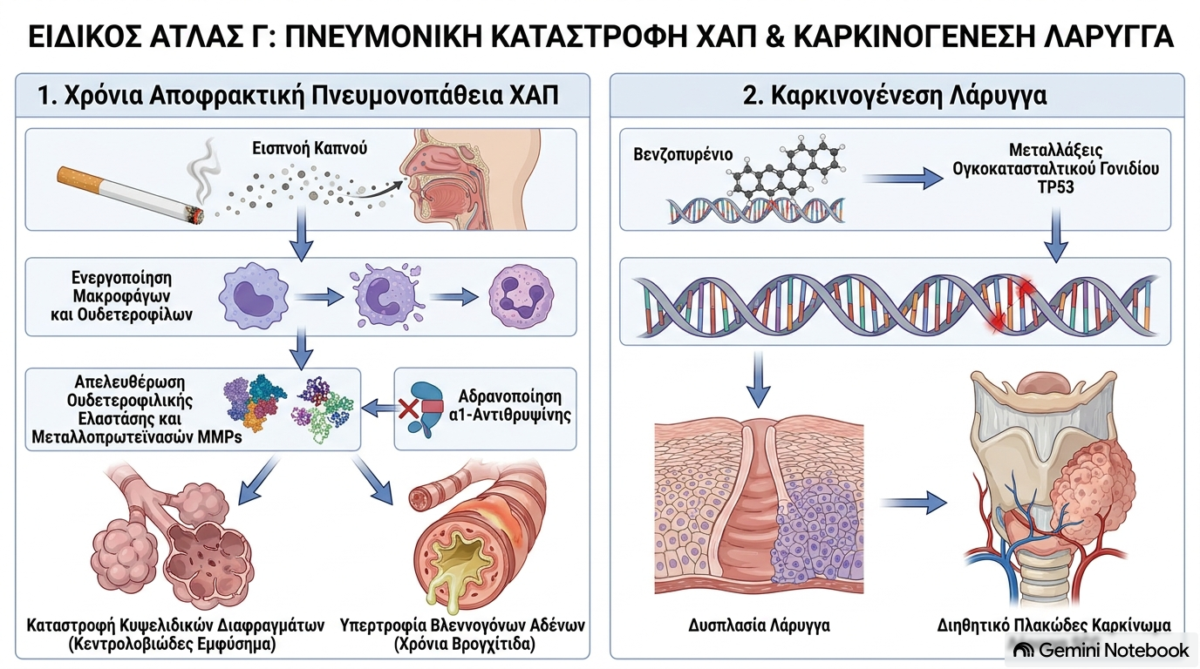 ΕΙΔΙΚΟΣ ΑΤΛΑΣ Γ: ΠΝΕΥΜΟΝΙΚΗ ΚΑΤΑΣΤΡΟΦΗ ΧΑΠ & ΚΑΡΚΙΝΟΓΕΝΕΣΗ ΛΑΡΥΓΓΑ
1. Χρόνια Αποφρακτική Πνευμονοπάθεια ΧΑΠ
Εισπνοή Καπνού
Ενεργοποίηση
Μακροφάγων
και Ουδετεροφίλων
Απελευθέρωση
Ουδετεροφιλικής
Ελαστάσης και
Μεταλλοπρωτεϊνασών MMPs
Αδρανοποίηση
α1-Αντιθρυψίνης
Καταστροφή Κυψελιδικών Διαφραγμάτων
(Κεντρολοβιώδες Εμφύσημα)
Υπερτροφία Βλεννογόνων Αδένων
(Χρόνια Βρογχίτιδα)
2. Καρκινογένεση Λάρυγγα
Βενζοπυρένιο
Μεταλλάξεις
Ογκοκατασταλτικού Γονιδίου
TP53
Δυσπλασία Λάρυγγα
Διηθητικό Πλακώδες Καρκίνωμα
Gemini Notebook